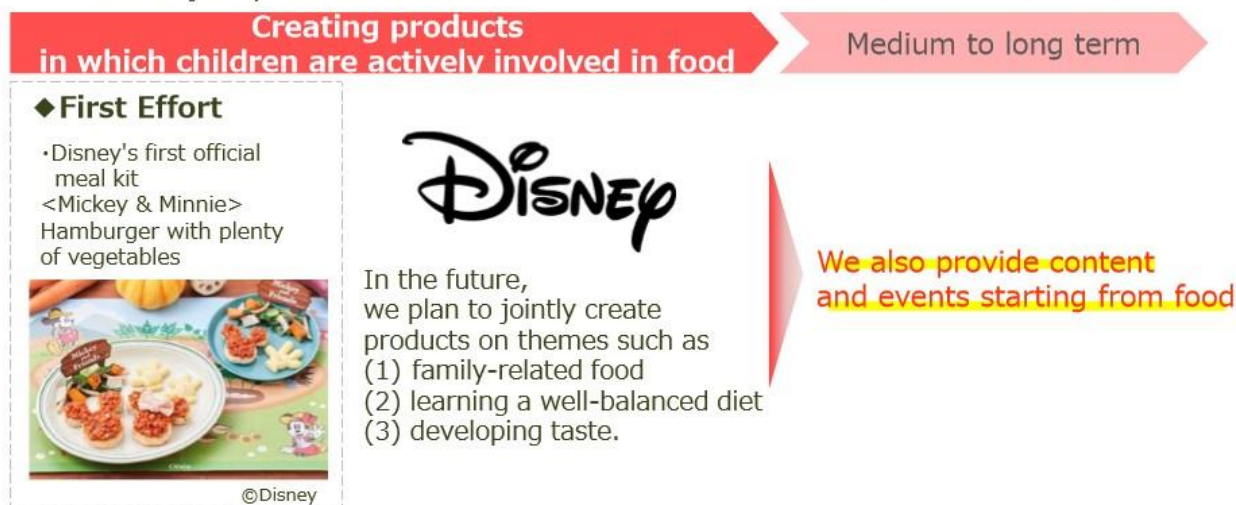 Creating products
in which children are actively involved in food
Medium to long term
◆First Effort
・Disney's first official
meal kit
<Mickey & Minnie>
Hamburger with plenty
of vegetables
©Disney
Disney
In the future,
we plan to jointly create
products on themes such as
(1) family-related food
(2) learning a well-balanced diet
(3) developing taste.
We also provide content
and events starting from food